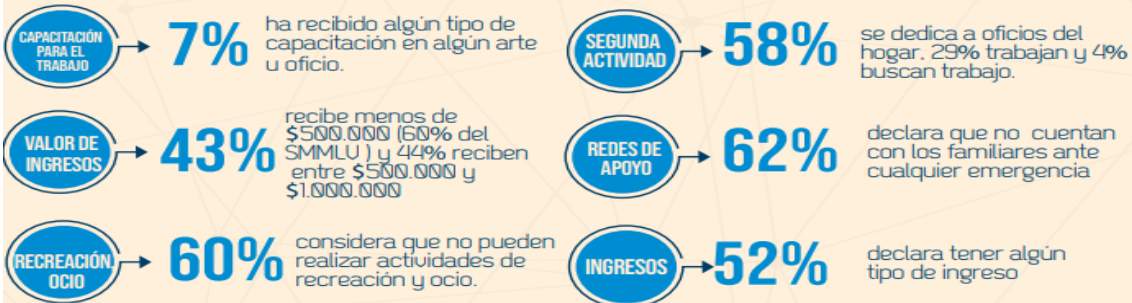 CAPACITACIÓN
PARA EL
TRABAJO
7%
ha recibido algún tipo de
capacitación en algún arte
u oficio.
SEGUNDA
ACTIVIDAD
58%
se dedica a oficios del
hogar, 29% trabajan y 4%
buscan trabajo.
VALOR DE
INGRESOS
43%
recibe menos de
$500.000 (60% del
SMMLU ) y 44% reciben
entre $500.000 y
$1.000.000
REDES DE
APOYO
62%
declara que no cuentan
con los familiares ante
cualquier emergencia
RECREACIÓN,
OCIO
60%
considera que no pueden
realizar actividades de
recreación y ocio.
INGRESOS
52%
declara tener algún
tipo de ingreso